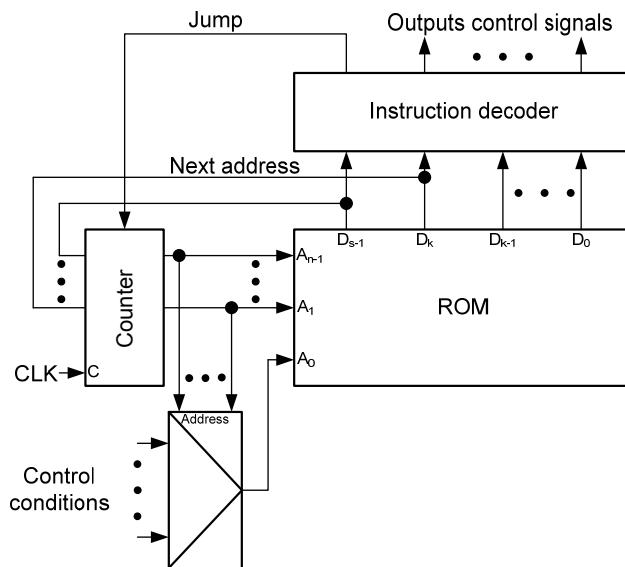 Jump
Outputs control signals
Instruction decoder
Next address
Dₛ₋₁
Dₖ
Dₖ₋₁
D₀
Aₙ₋₁
A₁
A₀
ROM
Counter
CLK
C
Address
Control
conditions